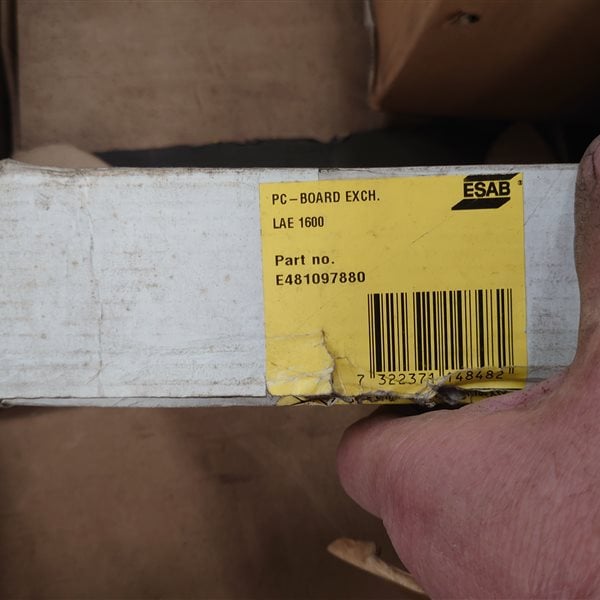 PC-BOARD EXCH.
ESAB
LAE 1600
Part no.
E481097880
7 322371 148482